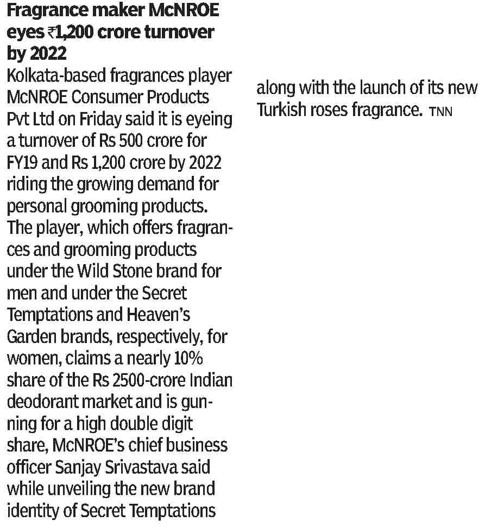 Fragrance maker McNROE
eyes ₹1,200 crore turnover
by 2022
Kolkata-based fragrances player
McNROE Consumer Products
Pvt Ltd on Friday said it is eyeing
a turnover of Rs 500 crore for
FY19 and Rs 1,200 crore by 2022
riding the growing demand for
personal grooming products.
The player, which offers fragran-
ces and grooming products
under the Wild Stone brand for
men and under the Secret
Temptations and Heaven's
Garden brands, respectively, for
women, claims a nearly 10%
share of the Rs 2500-crore Indian
deodorant market and is gun-
ning for a high double digit
share, McNROE's chief business
officer Sanjay Srivastava said
while unveiling the new brand
identity of Secret Temptations
along with the launch of its new
Turkish roses fragrance. TNN